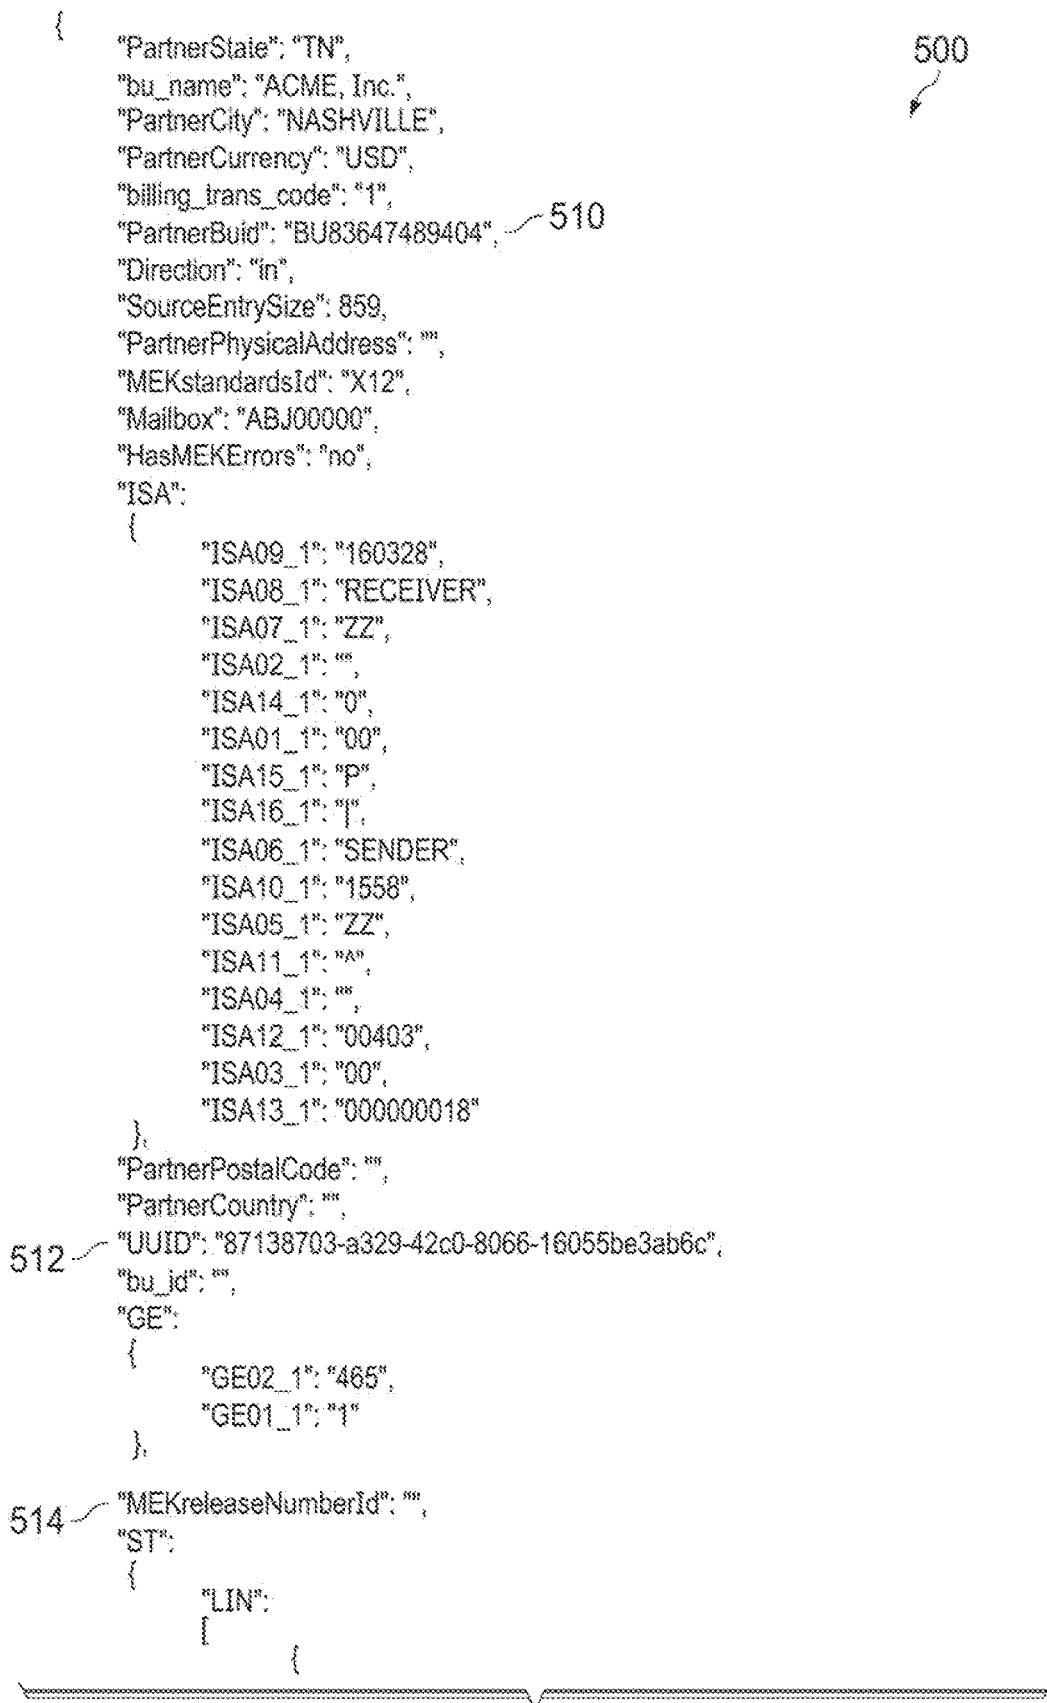 {
"PartnerState": "TN",
500
"bu_name": "ACME, Inc.",
"PartnerCity": "NASHVILLE",
"PartnerCurrency": "USD",
"billing_trans_code": "1",
"PartnerBuid": "BU83647489404", 510
"Direction": "in",
"SourceEntrySize": 859,
"PartnerPhysicalAddress": "",
"MEKstandardsId": "X12",
"Mailbox": "ABJ00000",
"HasMEKErrors": "no",
"ISA":
{
"ISA09_1": "160328",
"ISA08_1": "RECEIVER",
"ISA07_1": "ZZ",
"ISA02_1": "",
"ISA14_1": "0",
"ISA01_1": "00",
"ISA15_1": "P",
"ISA16_1": "|",
"ISA06_1": "SENDER",
"ISA10_1": "1558",
"ISA05_1": "ZZ",
"ISA11_1": "^",
"ISA04_1": "",
"ISA12_1": "00403",
"ISA03_1": "00",
"ISA13_1": "000000018"
},
"PartnerPostalCode": "",
"PartnerCountry": "",
512 "UUID": "87138703-a329-42c0-8066-16055be3ab6c",
"bu_id": "",
"GE":
{
"GE02_1": "465",
"GE01_1": "1"
},
514 "MEKreleaseNumberId": "",
"ST":
{
"LIN":
[
{